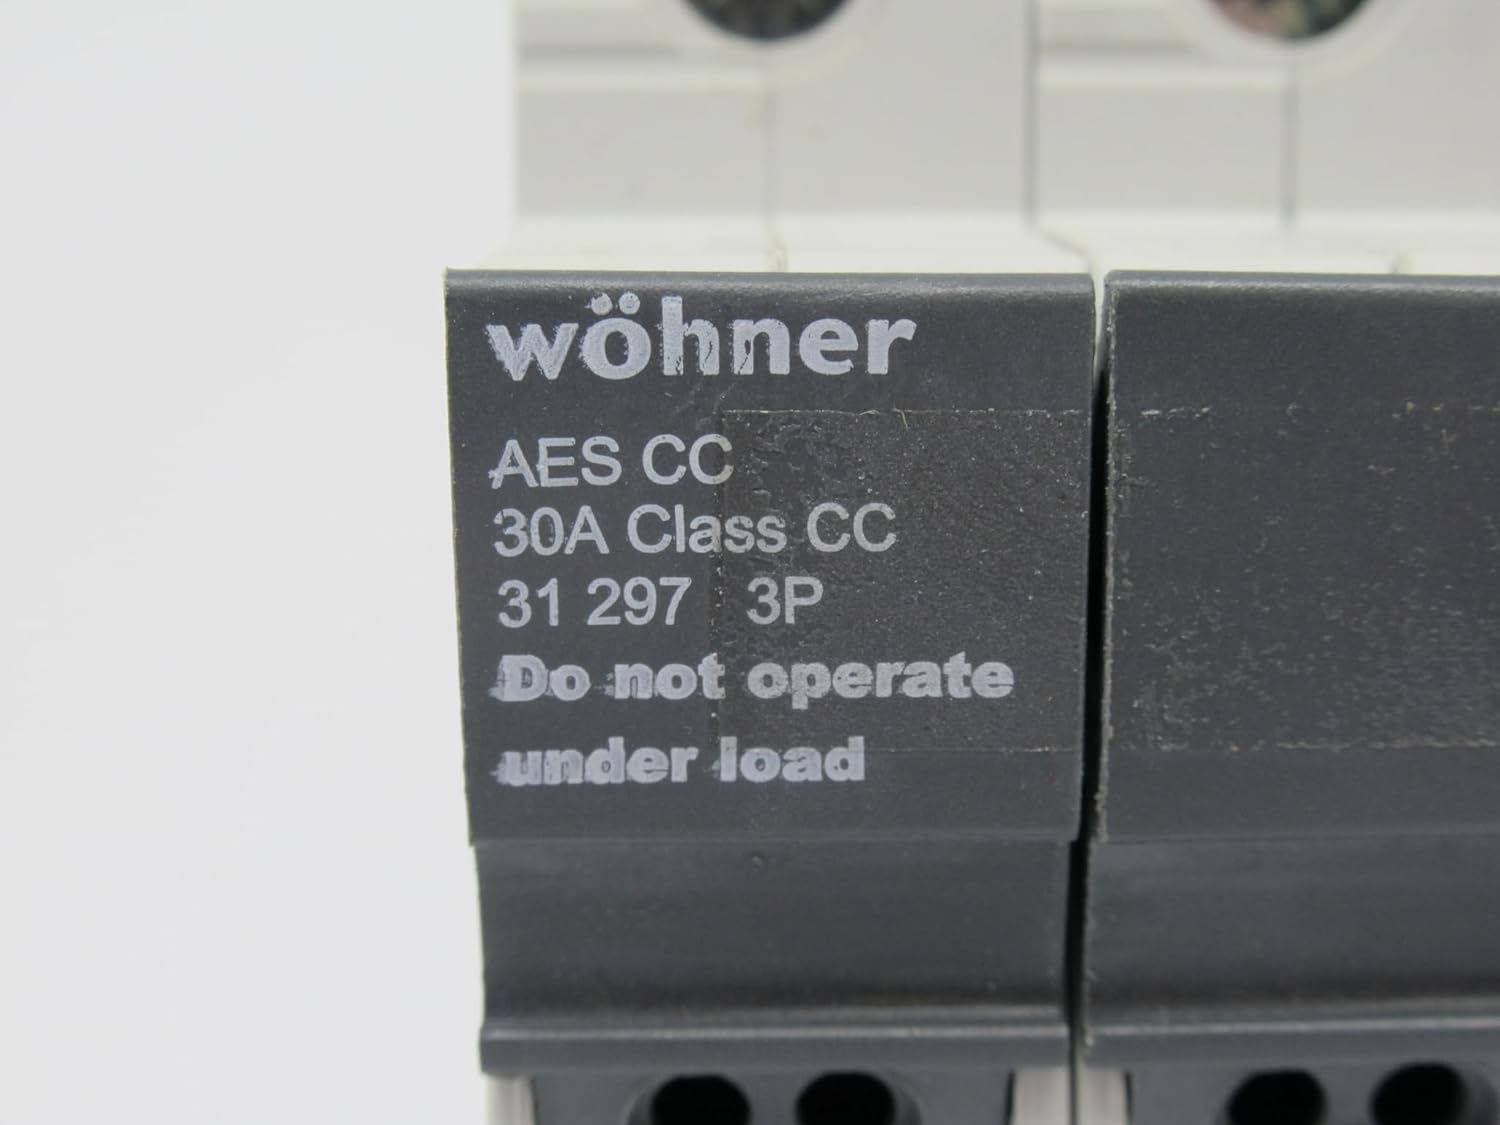 wöhner
AES CC
30A Class CC
31 297 3P
Do not operate
under load